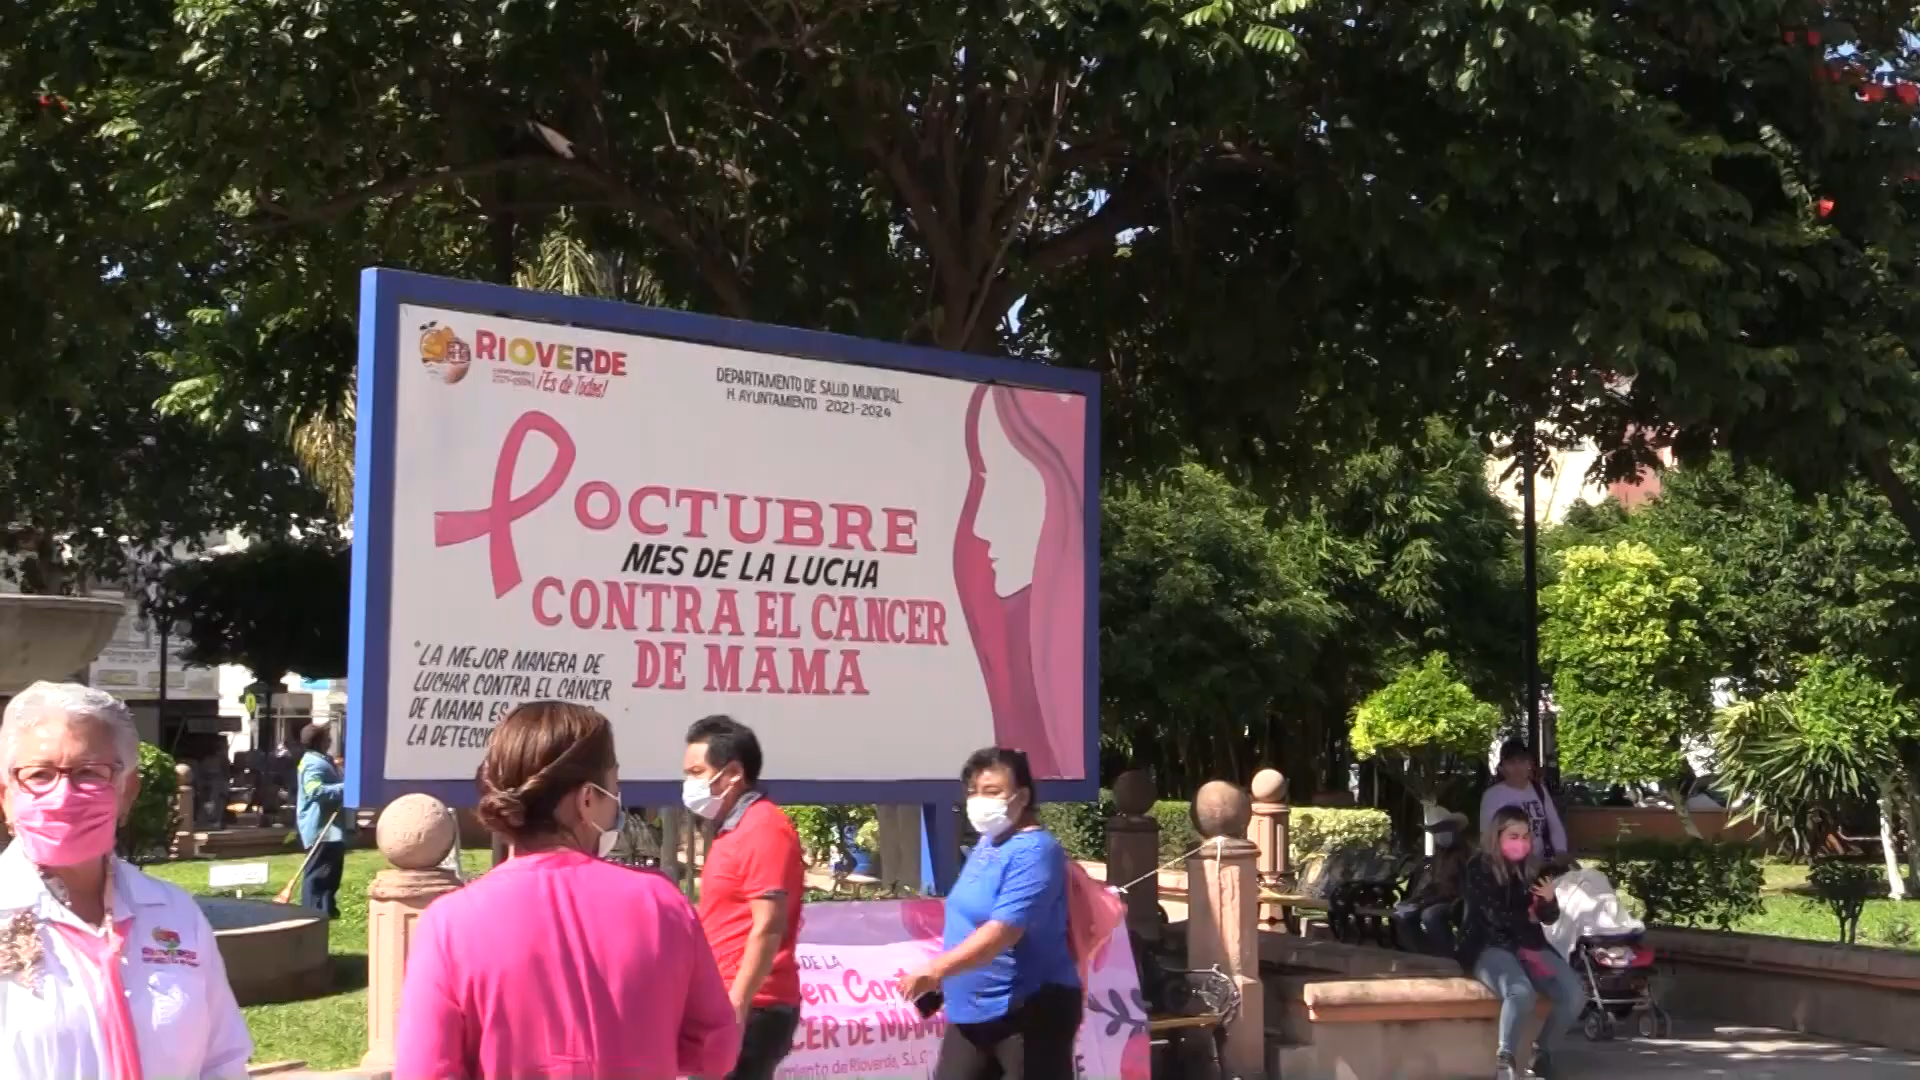 RIOVERDE
¡Es de Todos!
DEPARTAMENTO DE SALUD MUNICIPAL
H. AYUNTAMIENTO 2021-2024
OCTUBRE
MES DE LA LUCHA
CONTRA EL CANCER
DE MAMA
"LA MEJOR MANERA DE
LUCHAR CONTRA EL CÁNCER
DE MAMA ES
LA DETECC
RIOVERDE
DE LA
en Con
CER DE MAM
miento de Rioverde, S.L.